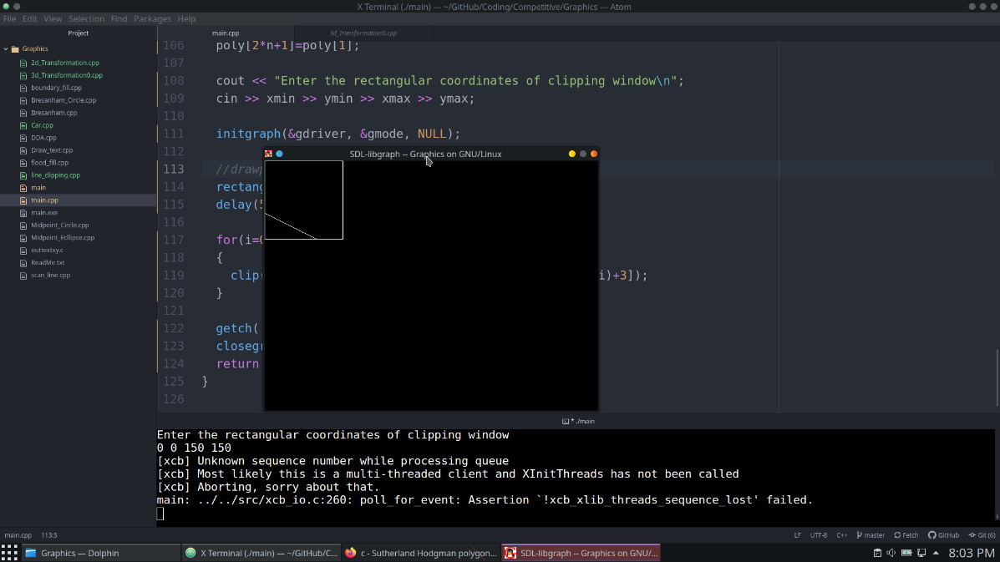 X Terminal (./main) — ~/GitHub/Coding/Competitive/Graphics — Atom
File Edit View Selection Find Packages Help
Project
Graphics
2d_Transformation.cpp
3d_Transformation0.cpp
boundary_fill.cpp
Bresanham_Circle.cpp
Bresanham.cpp
Car.cpp
DDA.cpp
Draw_text.cpp
flood_fill.cpp
line_clipping.cpp
main
main.cpp
main.exe
Midpoint_Circle.cpp
Midpoint_Ecllipse.cpp
outtextxy.c
ReadMe.txt
scan_line.cpp
main.cpp 3d_Transformation0.cpp
106 poly[2*n+1]=poly[1];
107
108 cout << "Enter the rectangular coordinates of clipping window\n";
109 cin >> xmin >> ymin >> xmax >> ymax;
110
111 initgraph(&gdriver, &gmode, NULL);
112
113 //drawp
114 rectang
115 delay(5
116
117 for(i=0
118 {
119 clip( i)+3]);
120 }
121
122 getch(
123 closegr
124 return
125 }
126
SDL-libgraph -- Graphics on GNU/Linux
* ./main
Enter the rectangular coordinates of clipping window
0 0 150 150
[xcb] Unknown sequence number while processing queue
[xcb] Most likely this is a multi-threaded client and XInitThreads has not been called
[xcb] Aborting, sorry about that.
main: ../../src/xcb_io.c:260: poll_for_event: Assertion `!xcb_xlib_threads_sequence_lost' failed.
main.cpp 113:5 LF UTF-8 C++ master Fetch GitHub Git (6)
Graphics — Dolphin X Terminal (./main) — ~/GitHub/C... c - Sutherland Hodgman polygon... SDL-libgraph -- Graphics on GNU/... 8:03 PM